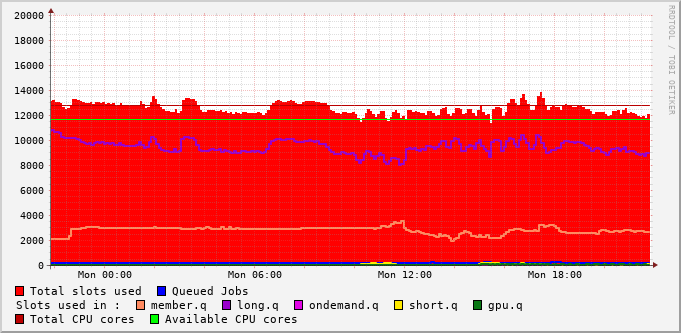 20000
18000
16000
14000
12000
10000
8000
6000
4000
2000
0
Mon 00:00 Mon 06:00 Mon 12:00 Mon 18:00
RRDTOOL / TOBI OETIKER
Total slots used Queued Jobs
Slots used in : member.q long.q ondemand.q short.q gpu.q
Total CPU cores Available CPU cores